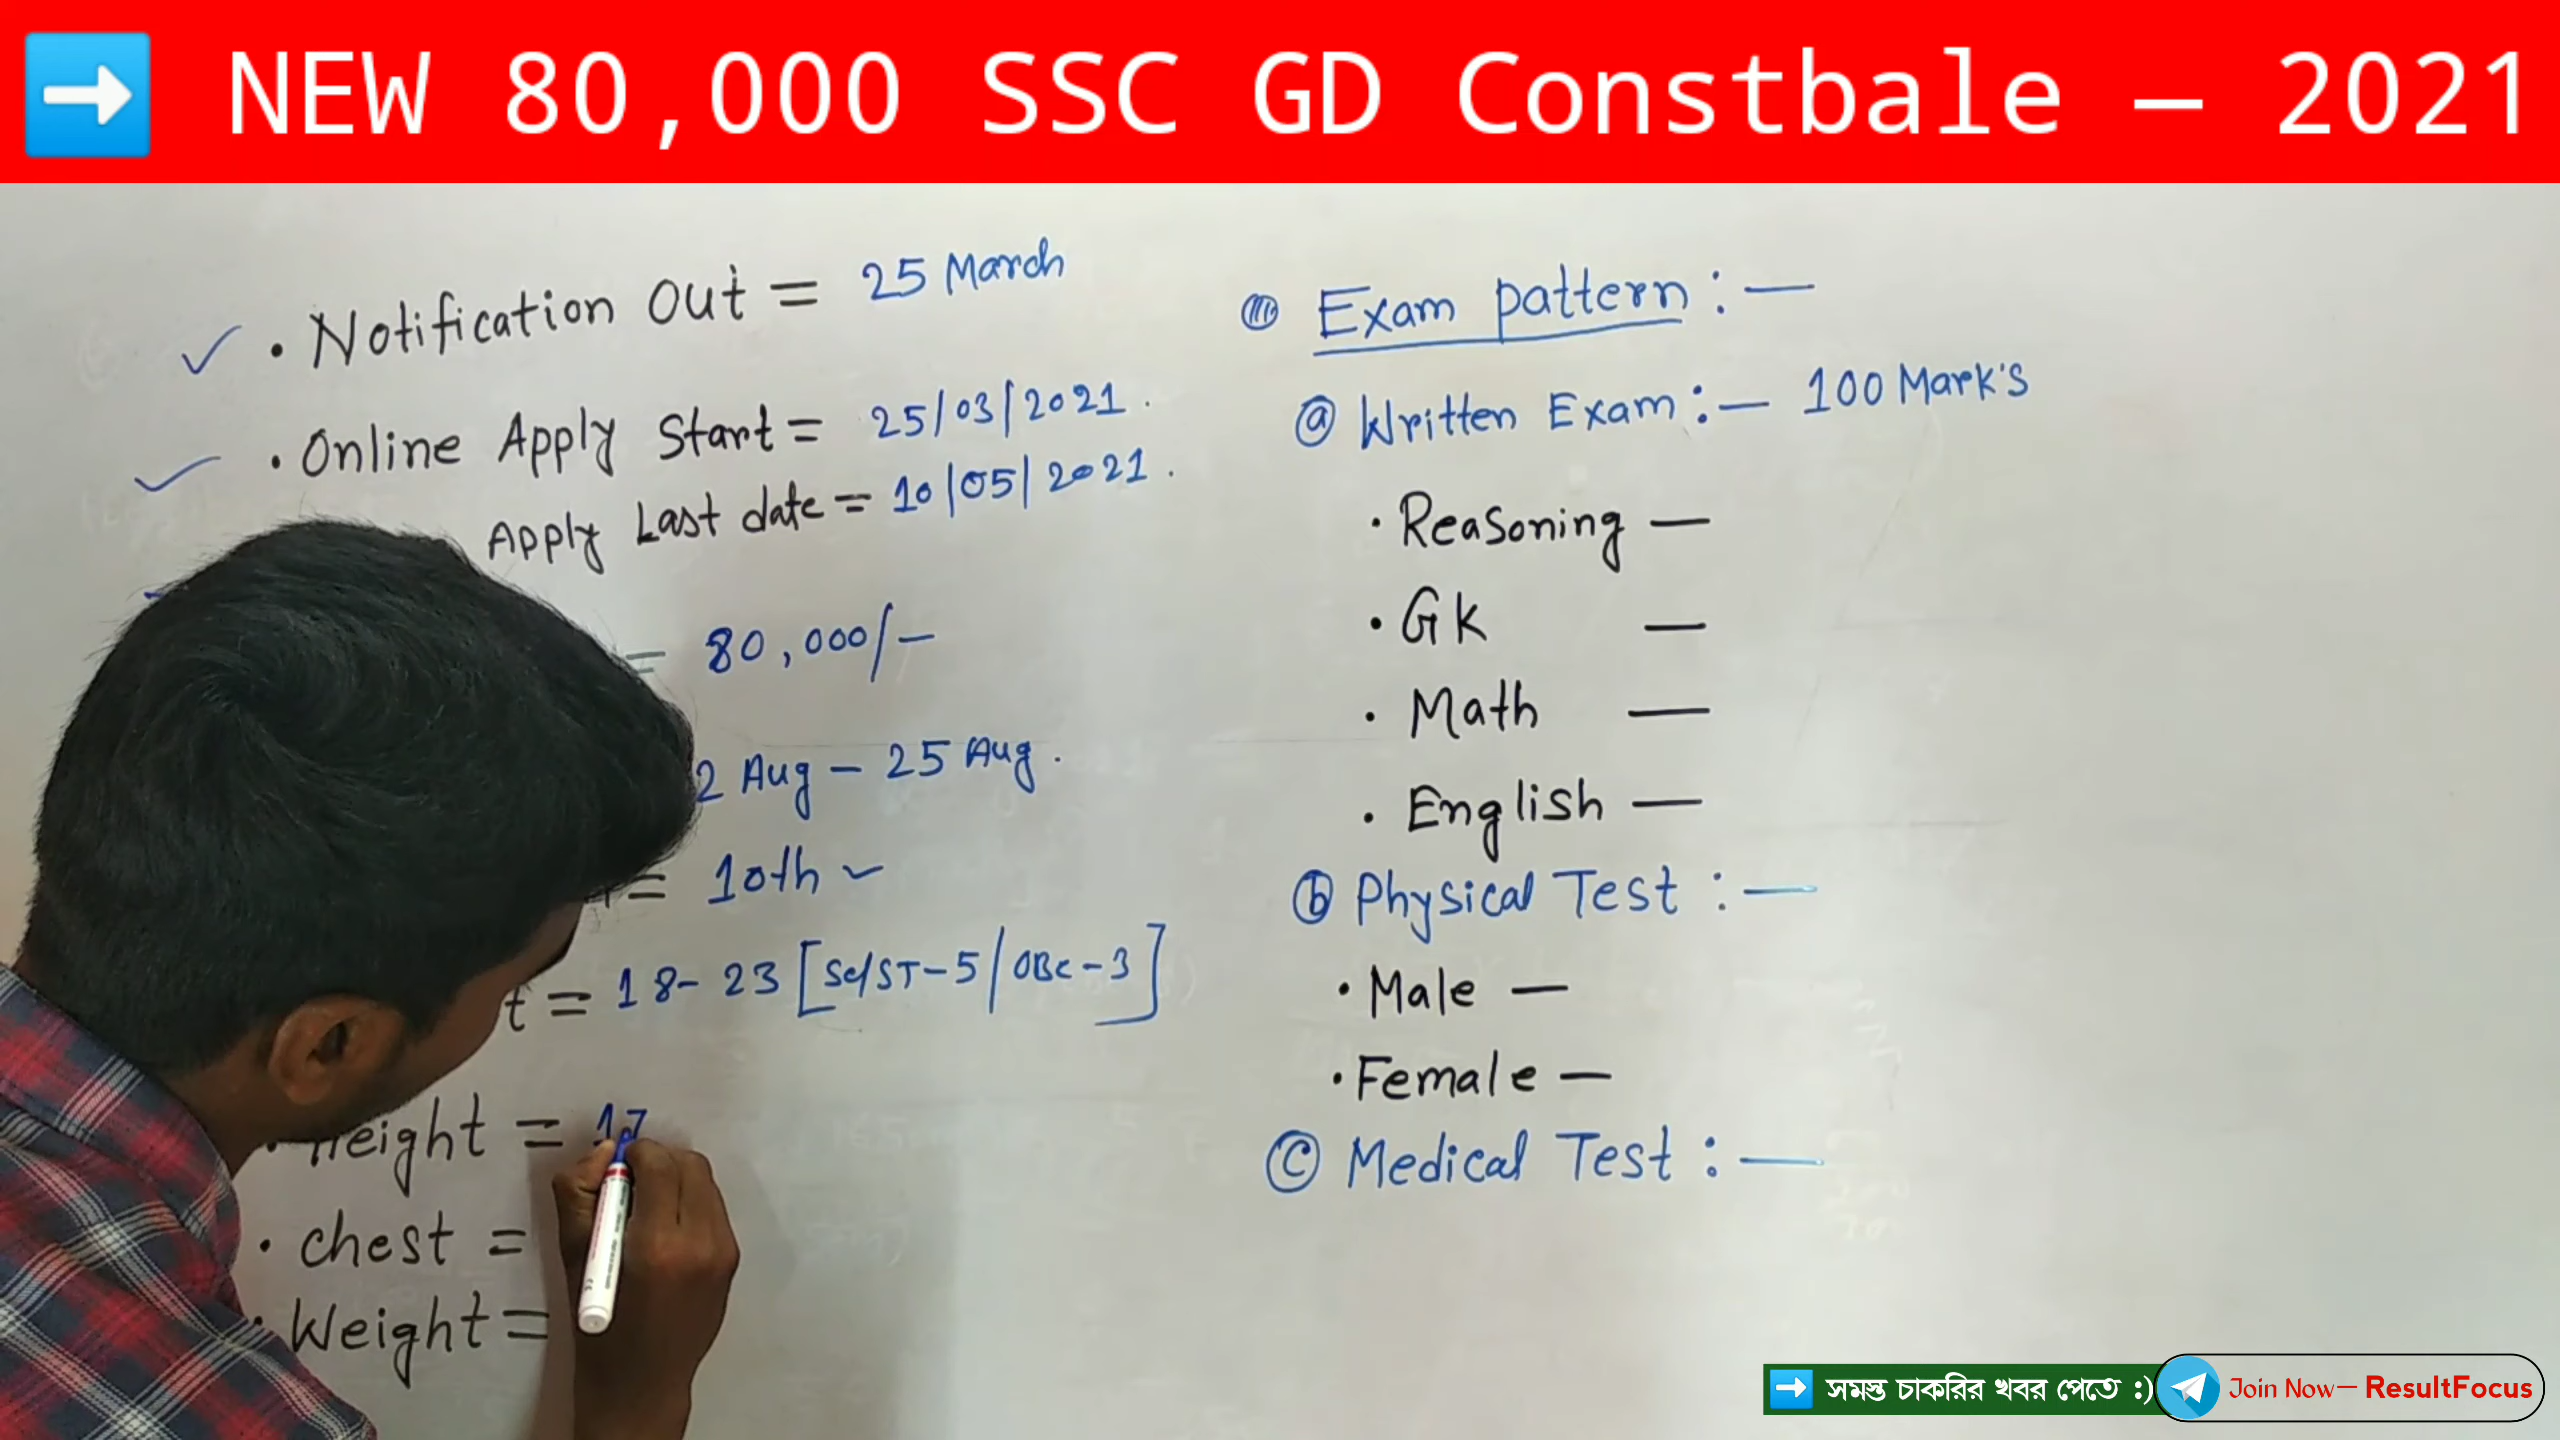 ➡ NEW 80,000 SSC GD Constbale — 2021
✓ • Notification Out = 25 March
✓ • Online Apply Start = 25/03/2021.
Apply Last date = 10/05/2021.
= 80,000/-
2 Aug – 25 Aug.
= 10th ✓
t = 18- 23 [SC/ST-5/OBC-3]
• Height = 17
• Chest =
• Weight =
Exam pattern :—
ⓐ Written Exam :— 100 Mark's
• Reasoning —
• GK —
• Math —
• English —
ⓑ Physical Test :—
• Male —
• Female —
ⓒ Medical Test :—
➡ সমস্ত চাকরির খবর পেতে :) Join Now— ResultFocus